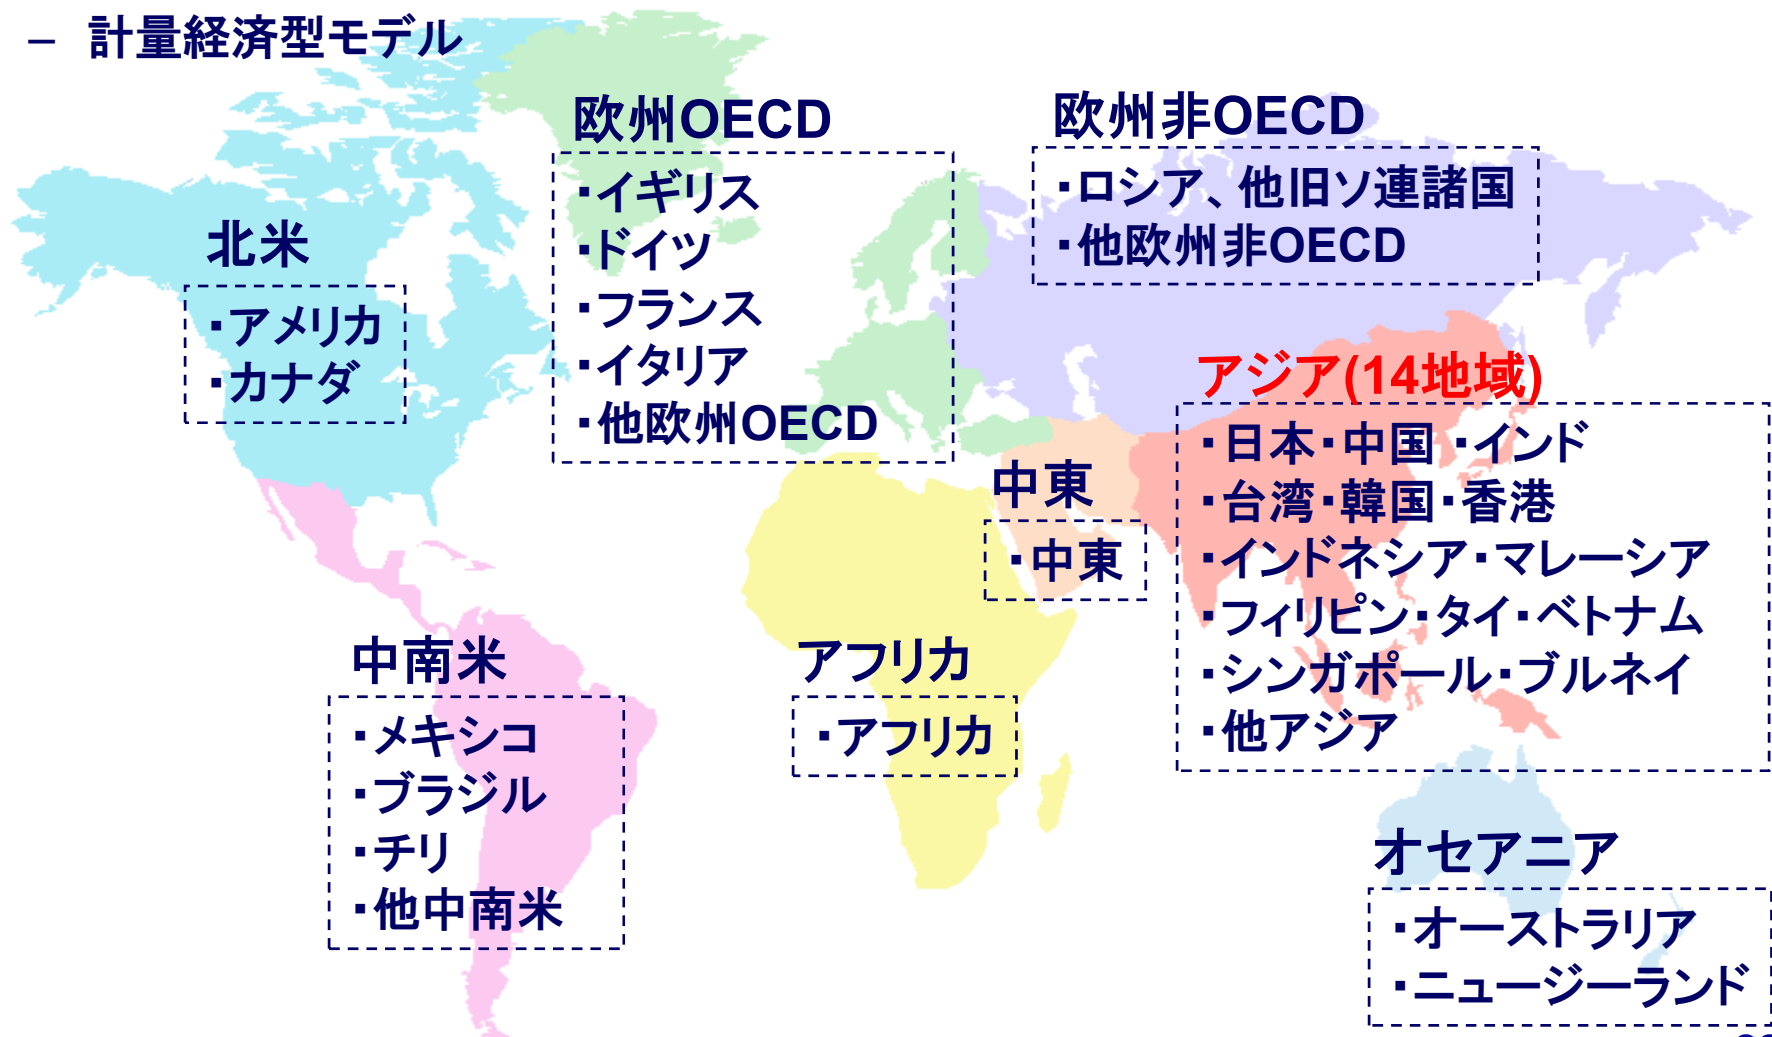 – 計量経済型モデル
欧州OECD
・イギリス
・ドイツ
・フランス
・イタリア
・他欧州OECD
欧州非OECD
・ロシア、他旧ソ連諸国
・他欧州非OECD
北米
・アメリカ
・カナダ
アジア(14地域)
・日本・中国・インド
・台湾・韓国・香港
・インドネシア・マレーシア
・フィリピン・タイ・ベトナム
・シンガポール・ブルネイ
・他アジア
中東
・中東
中南米
・メキシコ
・ブラジル
・チリ
・他中南米
アフリカ
・アフリカ
オセアニア
・オーストラリア
・ニュージーランド